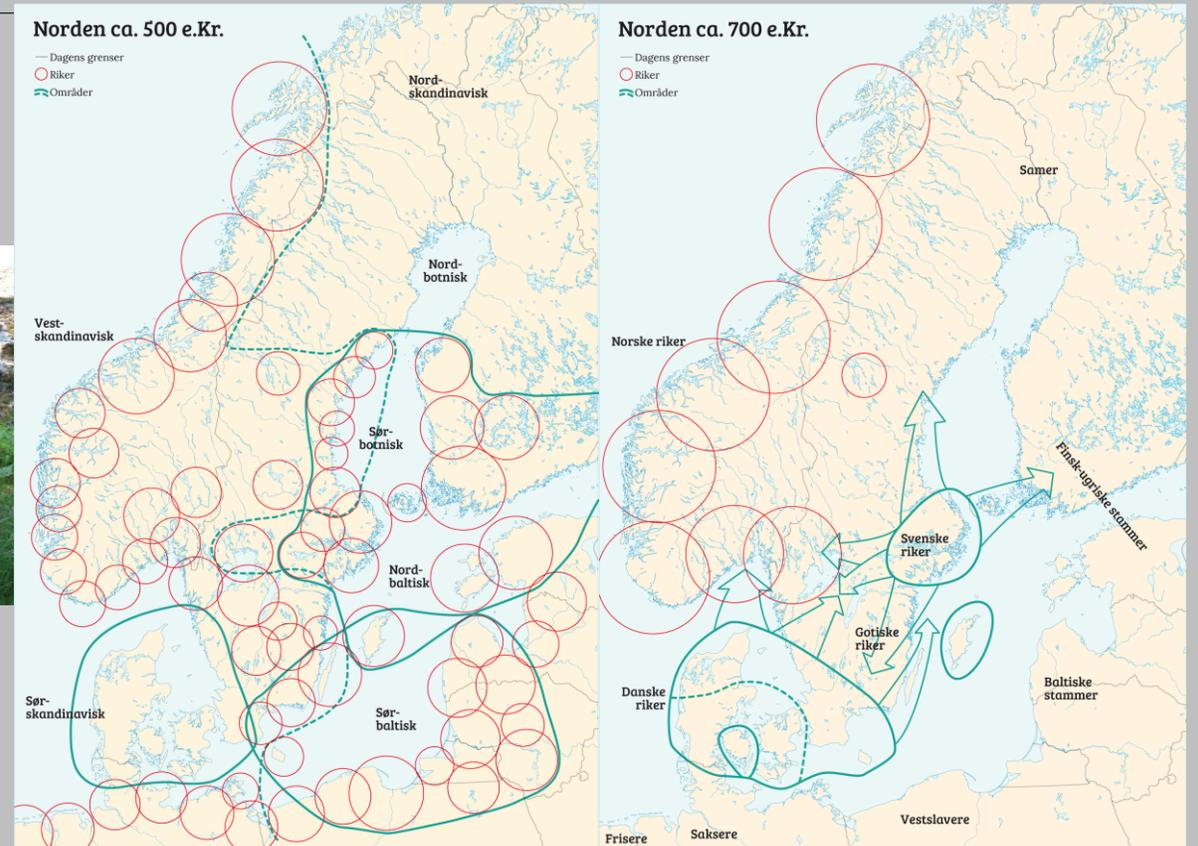 Norden ca. 500 e.Kr.
Dagens grenser
Riker
Områder
Nord-
skandinavisk
Nord-
botnisk
Vest-
skandinavisk
Sør-
botnisk
Nord-
baltisk
Sør-
skandinavisk
Sør-
baltisk
Norden ca. 700 e.Kr.
Dagens grenser
Riker
Områder
Samer
Norske riker
Finsk-ugriske stammer
Svenske
riker
Gotiske
riker
Danske
riker
Baltiske
stammer
Vestslavere
Saksere
Frisere